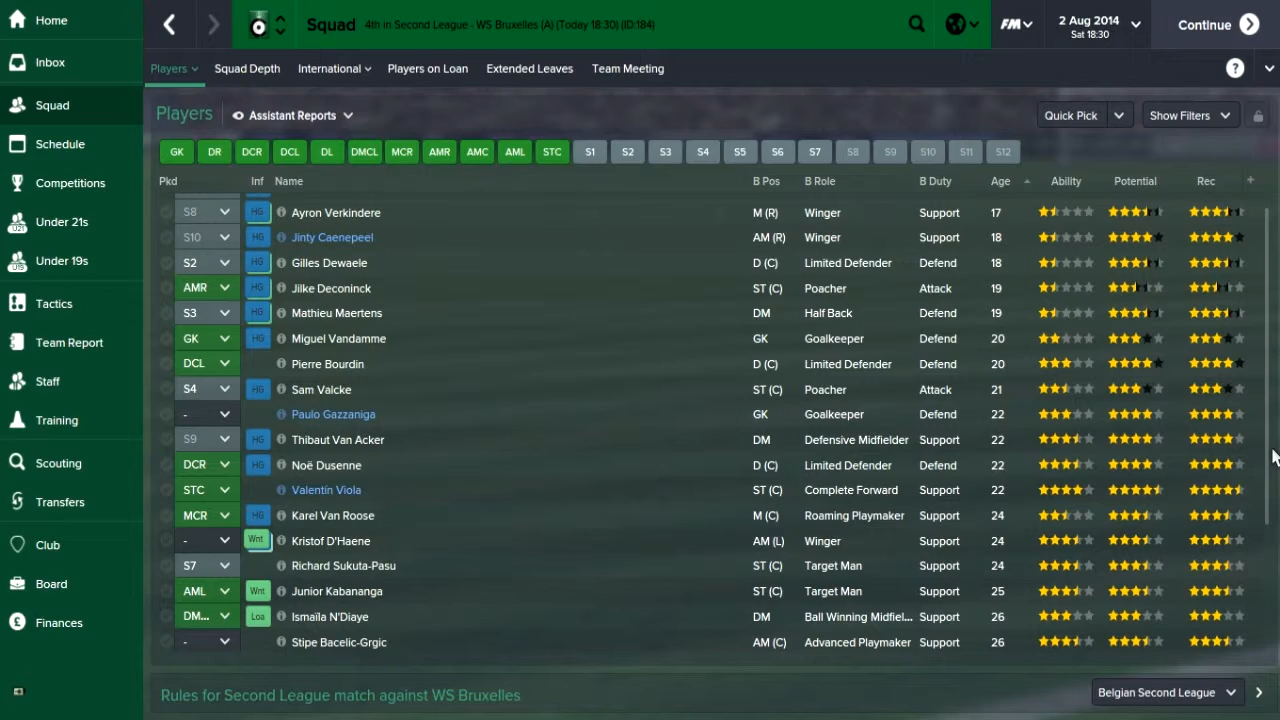 Home
Inbox
Squad
Schedule
Competitions
Under 21s
Under 19s
Tactics
Team Report
Staff
Training
Scouting
Transfers
Club
Board
Finances
Squad 4th in Second League - WS Bruxelles (A) (Today 18:30) (ID:184)
FM
2 Aug 2014
Sat 18:30
Continue
Players Squad Depth International Players on Loan Extended Leaves Team Meeting ?
Players Assistant Reports Quick Pick Show Filters
GK DR DCR DCL DL DMCL MCR AMR AMC AML STC S1 S2 S3 S4 S5 S6 S7 S8 S9 S10 S11 S12
Pkd Inf Name B Pos B Role B Duty Age Ability Potential Rec +
S8 HG Ayron Verkindere M (R) Winger Support 17
S10 HG Jinty Caenepeel AM (R) Winger Support 18
S2 HG Gilles Dewaele D (C) Limited Defender Defend 18
AMR HG Jilke Deconinck ST (C) Poacher Attack 19
S3 HG Mathieu Maertens DM Half Back Defend 19
GK HG Miguel Vandamme GK Goalkeeper Defend 20
DCL Pierre Bourdin D (C) Limited Defender Defend 20
S4 HG Sam Valcke ST (C) Poacher Attack 21
- Paulo Gazzaniga GK Goalkeeper Defend 22
S9 HG Thibaut Van Acker DM Defensive Midfielder Support 22
DCR HG Noë Dusenne D (C) Limited Defender Defend 22
STC Valentín Viola ST (C) Complete Forward Support 22
MCR HG Karel Van Roose M (C) Roaming Playmaker Support 24
- Wnt Kristof D'Haene AM (L) Winger Support 24
S7 Richard Sukuta-Pasu ST (C) Target Man Support 24
AML Wnt Junior Kabananga ST (C) Target Man Support 25
DM... Loa Ismaïla N'Diaye DM Ball Winning Midfiel... Support 26
- Stipe Bacelic-Grgic AM (C) Advanced Playmaker Support 26
Rules for Second League match against WS Bruxelles Belgian Second League